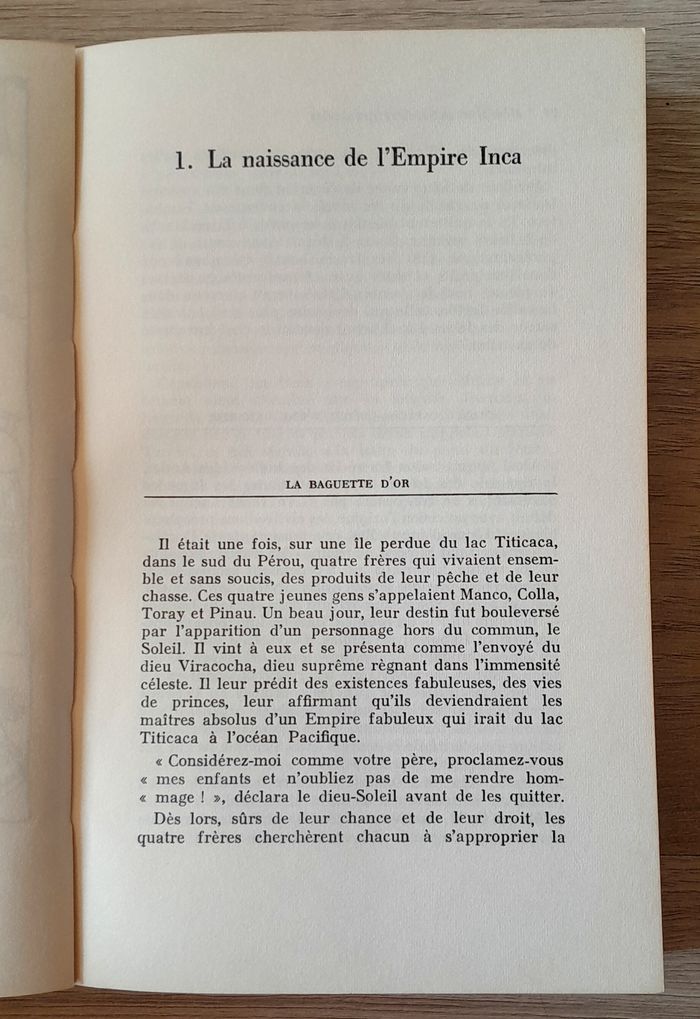 1. La naissance de l'Empire Inca
LA BAGUETTE D'OR
Il était une fois, sur une île perdue du lac Titicaca,
dans le sud du Pérou, quatre frères qui vivaient ensem-
ble et sans soucis, des produits de leur pêche et de leur
chasse. Ces quatre jeunes gens s'appelaient Manco, Colla,
Toray et Pinau. Un beau jour, leur destin fut bouleversé
par l'apparition d'un personnage hors du commun, le
Soleil. Il vint à eux et se présenta comme l'envoyé du
dieu Viracocha, dieu suprême règnant dans l'immensité
céleste. Il leur prédit des existences fabuleuses, des vies
de princes, leur affirmant qu'ils deviendraient les
maîtres absolus d'un Empire fabuleux qui irait du lac
Titicaca à l'océan Pacifique.
« Considérez-moi comme votre père, proclamez-vous
« mes enfants et n'oubliez pas de me rendre hom-
« mage ! », déclara le dieu-Soleil avant de les quitter.
Dès lors, sûrs de leur chance et de leur droit, les
quatre frères cherchèrent chacun à s'approprier la